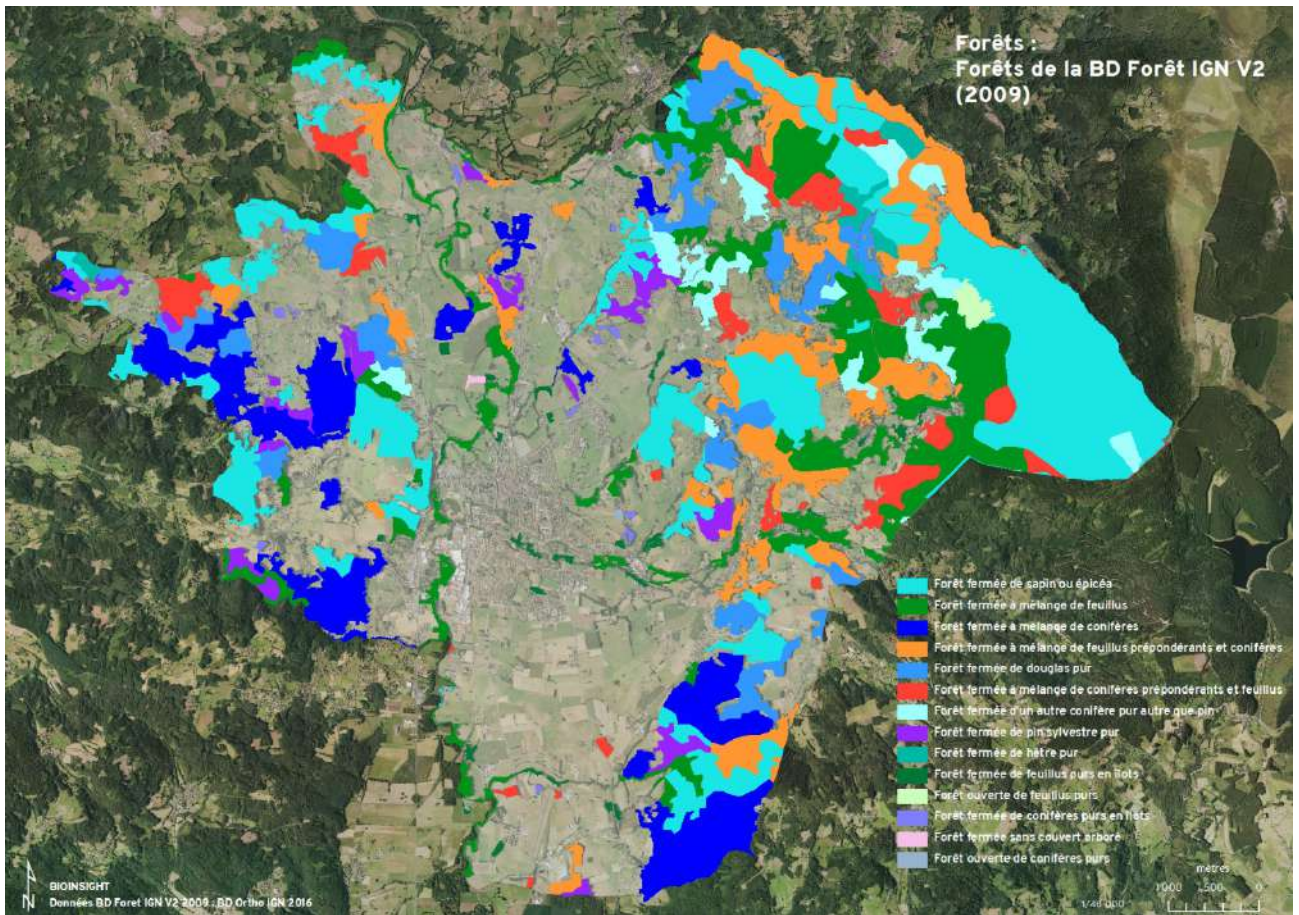 Forêts :
Forêts de la BD Forêt IGN V2
(2009)
Forêt fermée de sapin ou épicéa
Forêt fermée à mélange de feuillus
Forêt fermée à mélange de conifères
Forêt fermée à mélange de feuillus prépondérants et conifères
Forêt fermée de douglas pur
Forêt fermée à mélange de conifères prépondérants et feuillus
Forêt fermée d'un autre conifère pur autre que pin
Forêt fermée de pin sylvestre pur
Forêt fermée de hêtre pur
Forêt fermée de feuillus purs en îlots
Forêt ouverte de feuillus purs
Forêt fermée de conifères purs en îlots
Forêt fermée sans couvert arboré
Forêt ouverte de conifères purs
mètres
1000 500 0
1/46 000
N
BIOINSIGHT
Données BD Foret IGN V2 2009 ; BD Ortho IGN 2016